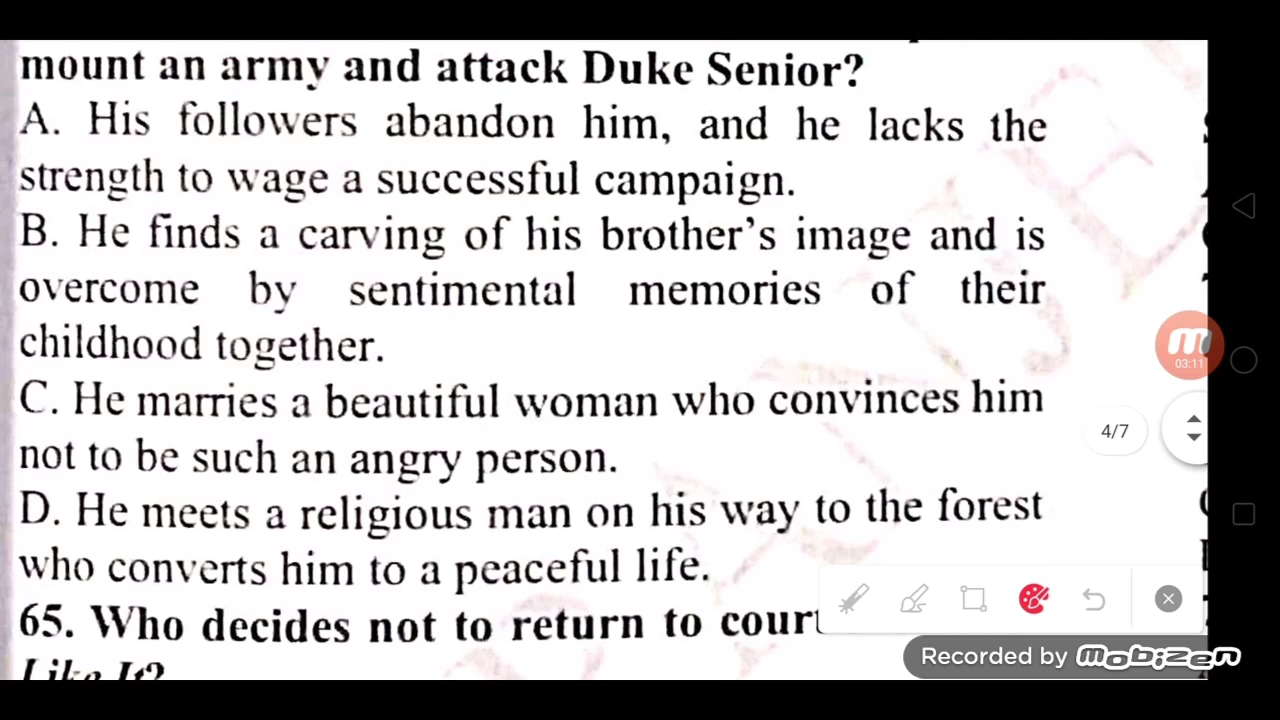 mount an army and attack Duke Senior?
A. His followers abandon him, and he lacks the
strength to wage a successful campaign.
B. He finds a carving of his brother's image and is
overcome by sentimental memories of their
childhood together.
C. He marries a beautiful woman who convinces him
not to be such an angry person.
D. He meets a religious man on his way to the forest
who converts him to a peaceful life.
65. Who decides not to return to court
Like It?
03:11
4/7
Recorded by Mobizen